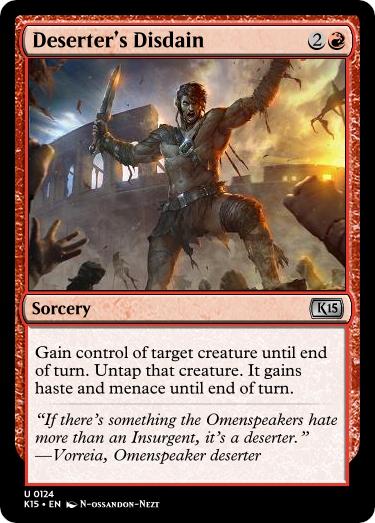 Deserter's Disdain 2
Sorcery K15
Gain control of target creature until end
of turn. Untap that creature. It gains
haste and menace until end of turn.
“If there's something the Omenspeakers hate
more than an Insurgent, it's a deserter.”
—Vorreia, Omenspeaker deserter
U 0124
K15 • EN N-ossandon-Nezt